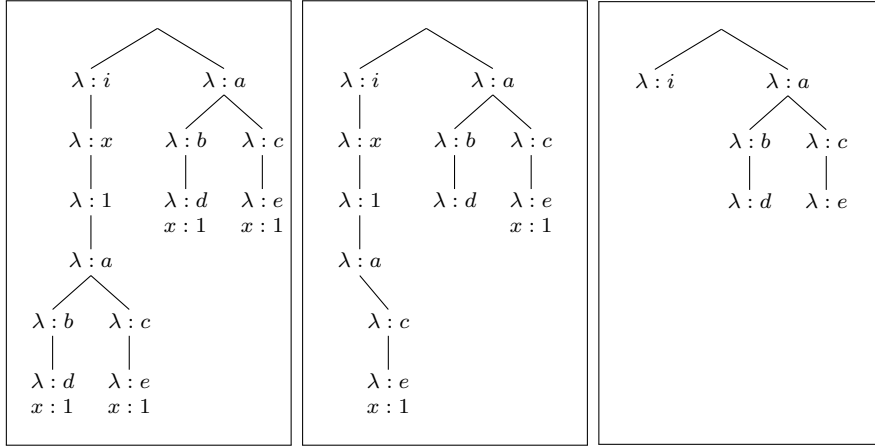 λ : i λ : a
λ : x λ : b λ : c
λ : 1 λ : d λ : e
x : 1 x : 1
λ : a
λ : b λ : c
λ : d λ : e
x : 1 x : 1
λ : i λ : a
λ : x λ : b λ : c
λ : 1 λ : d λ : e
x : 1
λ : a
λ : c
λ : e
x : 1
λ : i λ : a
λ : b λ : c
λ : d λ : e